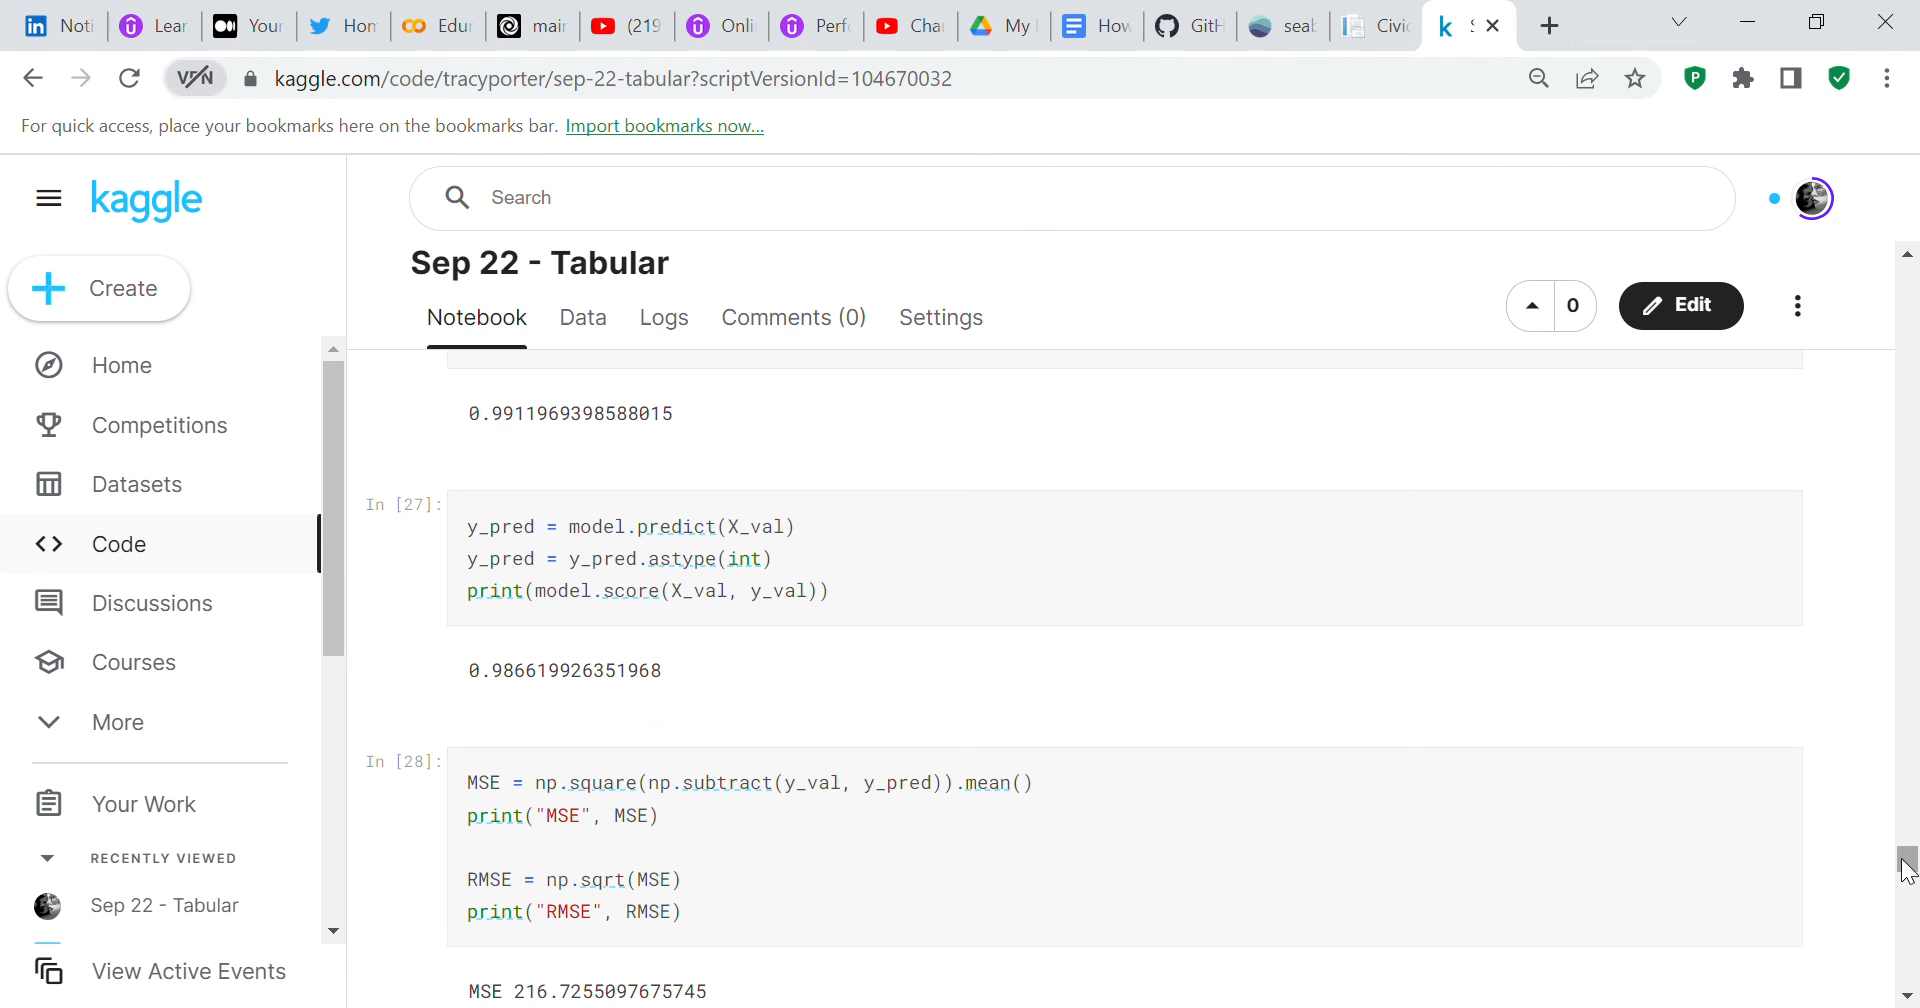 Noti Lear Your Hom Edur mair (219 Onli Perf Char My How GitH seab Civic
kaggle.com/code/tracyporter/sep-22-tabular?scriptVersionId=104670032
For quick access, place your bookmarks here on the bookmarks bar. Import bookmarks now...
kaggle
Search
Create
Sep 22 - Tabular
Notebook Data Logs Comments (0) Settings
0 Edit
Home
Competitions
Datasets
Code
Discussions
Courses
More
Your Work
RECENTLY VIEWED
Sep 22 - Tabular
View Active Events
0.9911969398588015
In [27]:
y_pred = model.predict(X_val)
y_pred = y_pred.astype(int)
print(model.score(X_val, y_val))
0.986619926351968
In [28]:
MSE = np.square(np.subtract(y_val, y_pred)).mean()
print("MSE", MSE)
RMSE = np.sqrt(MSE)
print("RMSE", RMSE)
MSE 216.7255097675745